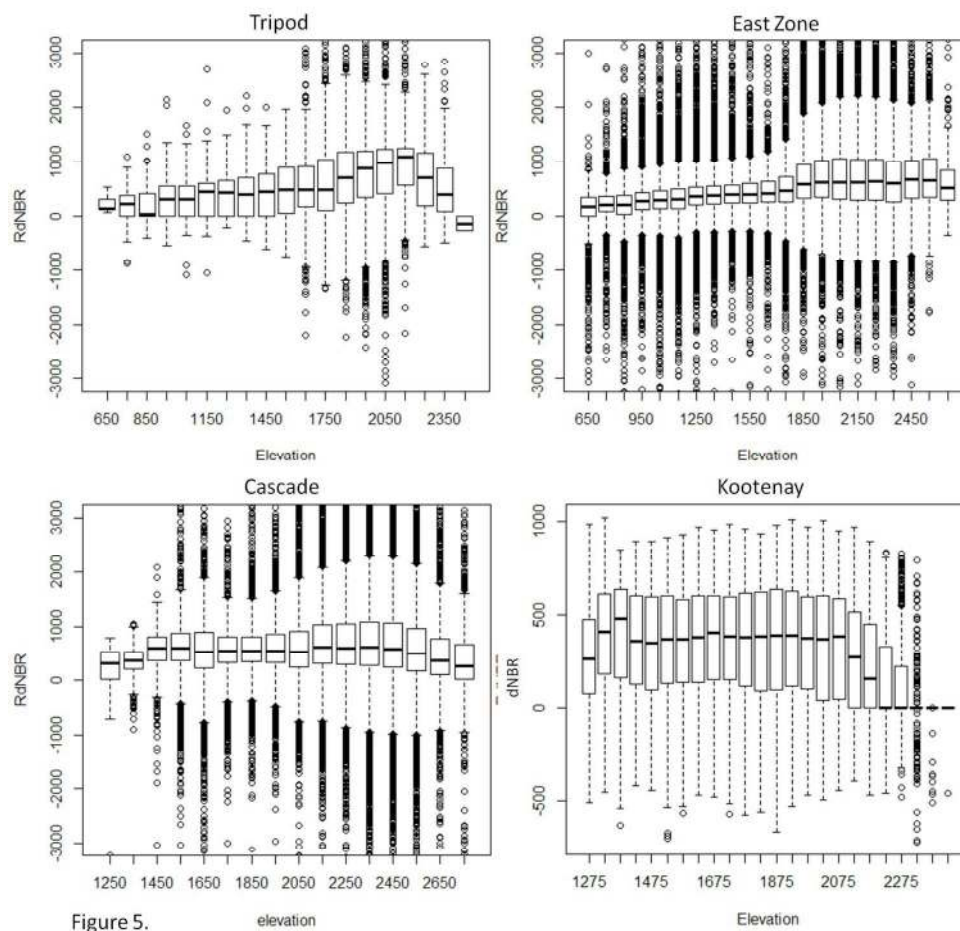 Tripod
RdNBR
3000
2000
1000
0
-1000
-2000
-3000
650 850 1150 1450 1750 2050 2350
Elevation
East Zone
RdNBR
3000
2000
1000
0
-1000
-2000
-3000
650 950 1250 1550 1850 2150 2450
Elevation
Cascade
RdNBR
3000
2000
1000
0
1000
-2000
-3000
1250 1450 1650 1850 2050 2250 2450 2650
elevation
Kootenay
dNBR
1000
500
0
-500
1275 1475 1675 1875 2075 2275
Elevation
Figure 5.